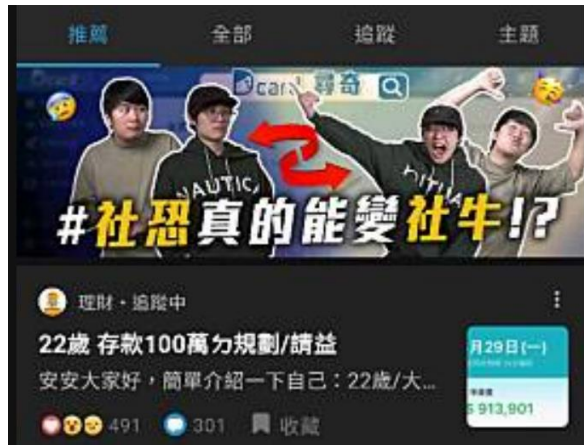 推薦 全部 追蹤 主題
Dcard 尋奇
NAUTICA
#社恐真的能變社牛!?
理財・追蹤中
22歲 存款100萬ㄉ規劃/請益
安安大家好，簡單介紹一下自己：22歲/大...
月29日(一)
$ 913,901
491 301 收藏